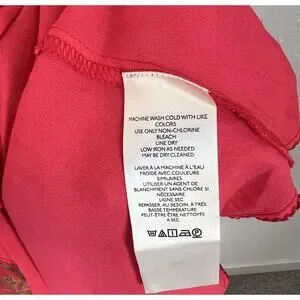 MACHINE WASH COLD WITH LIKE
COLORS
USE ONLY NON-CHLORINE
BLEACH
LINE DRY
LOW IRON AS NEEDED
MAY BE DRY CLEANED
LAVER À LA MACHINE À L'EAU
FROIDE AVEC COULEURS
SIMILAIRES
UTILISER UN AGENT DE
BLANCHIMENT SANS CHLORE SI
NÉCESSAIRE
LIGNE SEC
REPASSER, AU BESOIN, À TRÈS
BASSE TEMPÉRATURE
PEUT-ÊTRE ÊTRE NETTOYÉE
A SEC